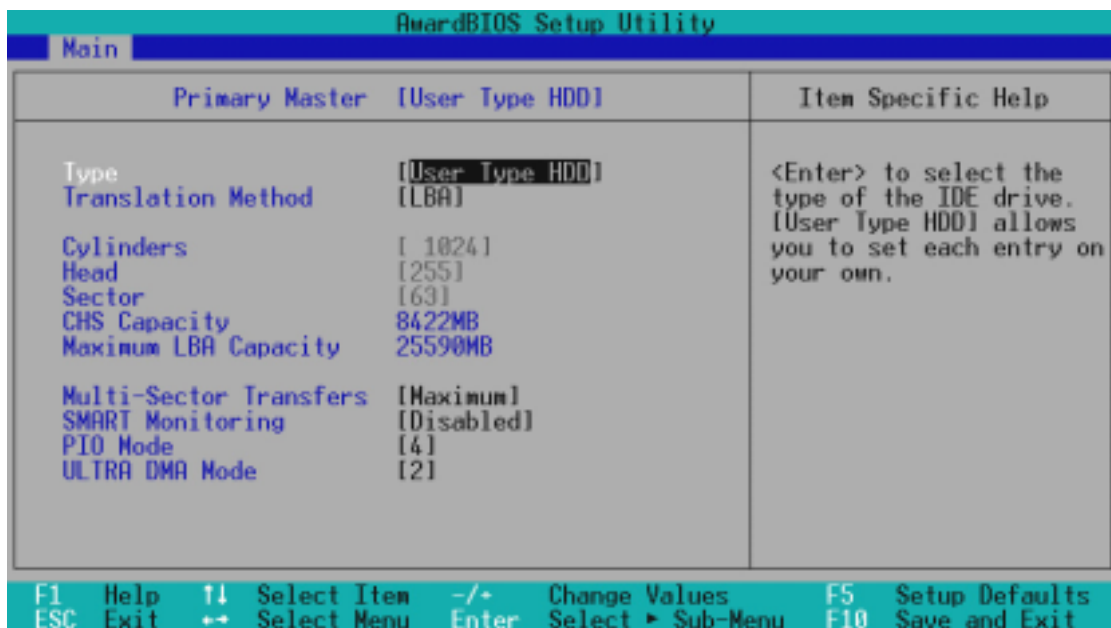 AwardBIOS Setup Utility
Main
Primary Master [User Type HDD]
Item Specific Help
Type [User Type HDD]
Translation Method [LBA]
Cylinders [ 1024]
Head [255]
Sector [63]
CHS Capacity 8422MB
Maximum LBA Capacity 25590MB
Multi-Sector Transfers [Maximum]
SMART Monitoring [Disabled]
PIO Mode [4]
ULTRA DMA Mode [2]
<Enter> to select the
type of the IDE drive.
[User Type HDD] allows
you to set each entry on
your own.
F1 Help ↑↓ Select Item -/+ Change Values F5 Setup Defaults
ESC Exit ←→ Select Menu Enter Select ► Sub-Menu F10 Save and Exit